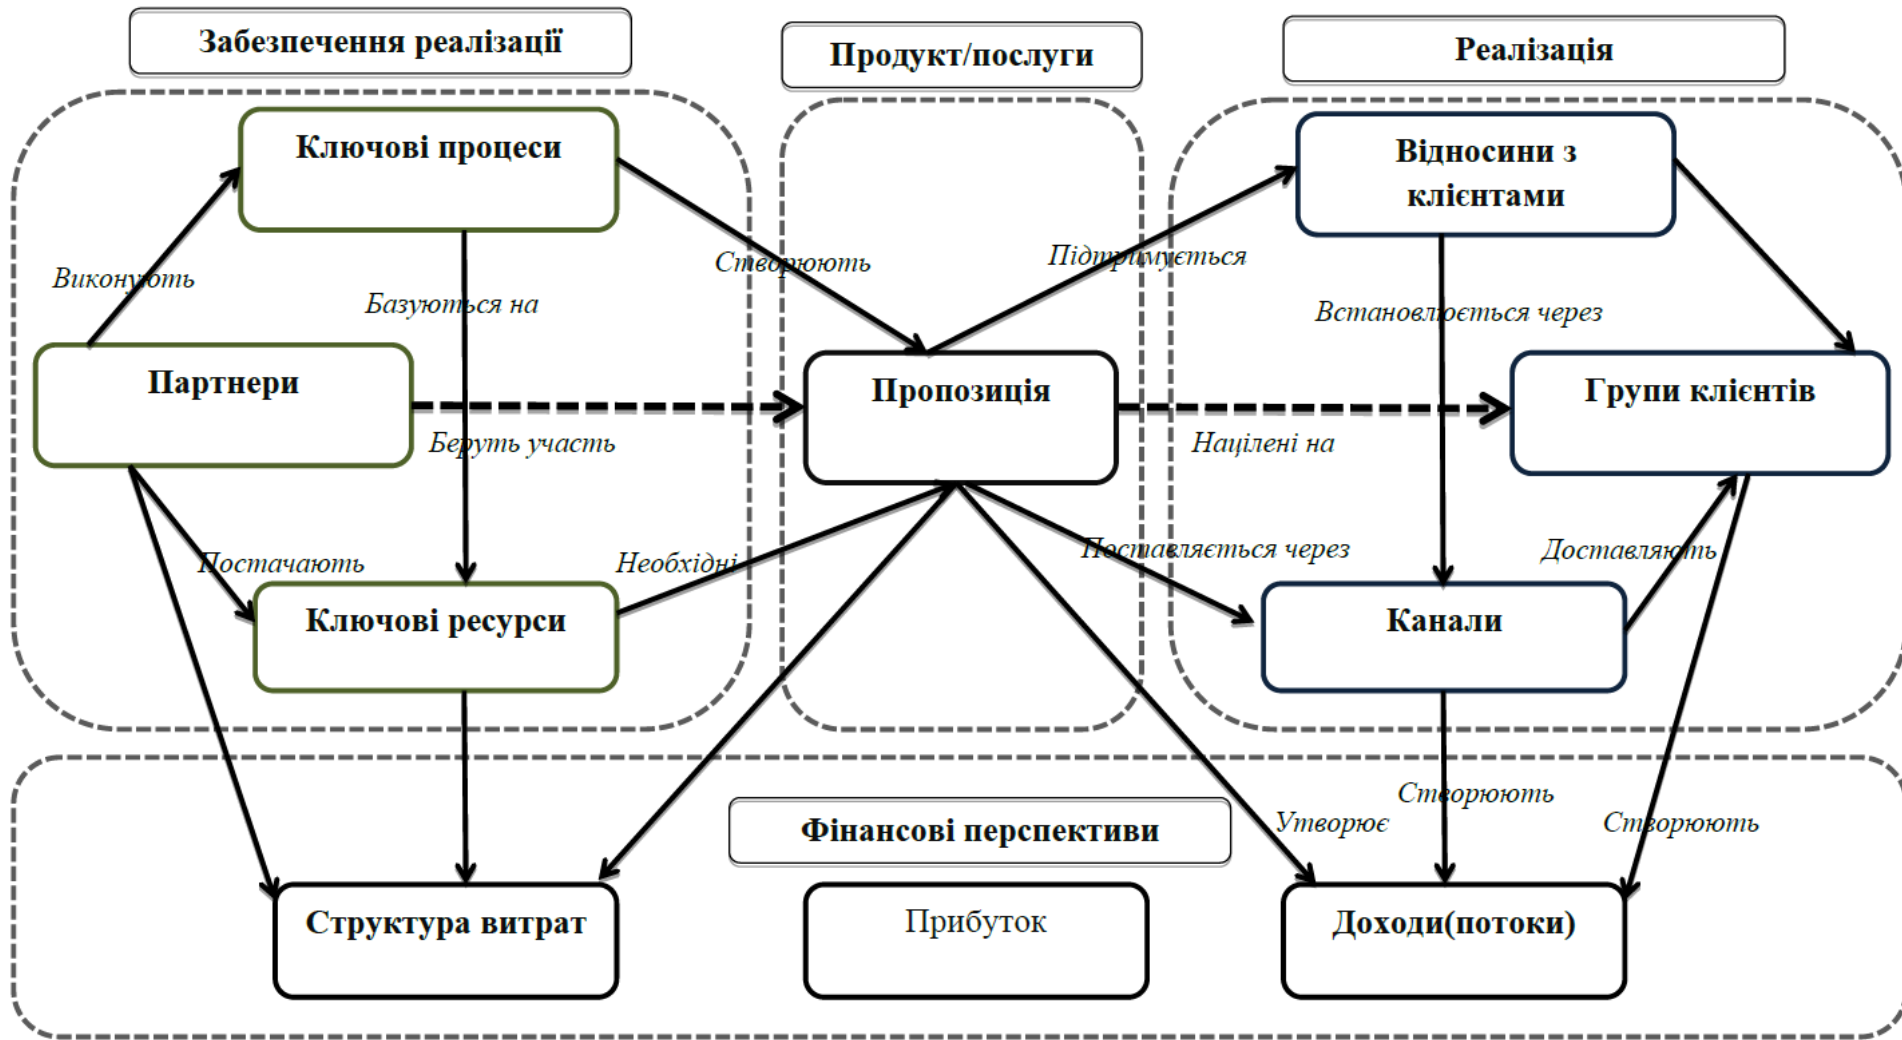 Забезпечення реалізації
Продукт/послуги
Реалізація
Ключові процеси
Відносини з
клієнтами
Виконують
Створюють
Підтримується
Базуються на
Встановлюється через
Партнери
Пропозиція
Групи клієнтів
Беруть участь
Націлені на
Постачають
Необхідні
Поставляється через
Доставляють
Ключові ресурси
Канали
Створюють
Фінансові перспективи
Утворює
Створюють
Структура витрат
Прибуток
Доходи(потоки)